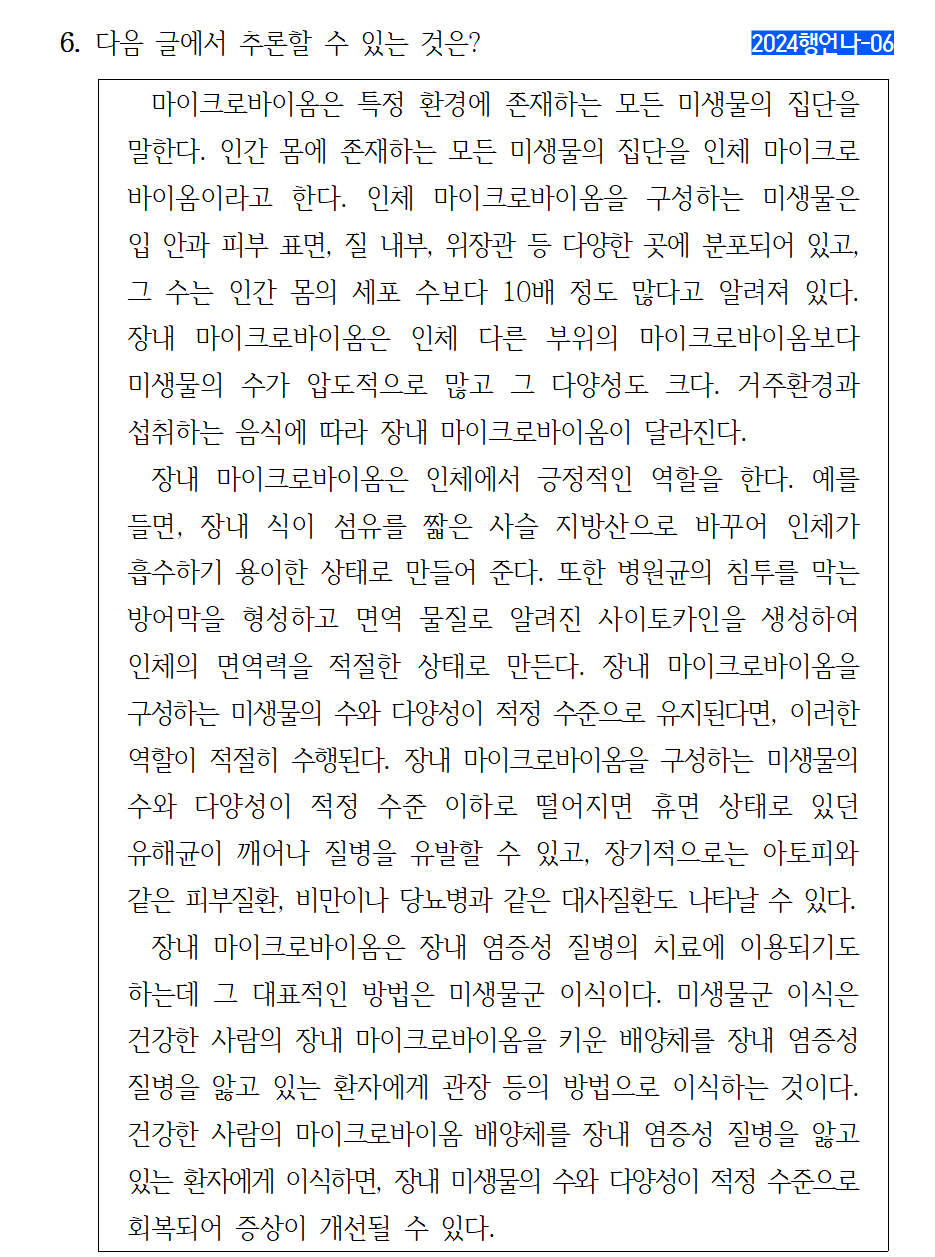 6. 다음 글에서 추론할 수 있는 것은?
2024행언나-06
마이크로바이옴은 특정 환경에 존재하는 모든 미생물의 집단을
말한다. 인간 몸에 존재하는 모든 미생물의 집단을 인체 마이크로
바이옴이라고 한다. 인체 마이크로바이옴을 구성하는 미생물은
입 안과 피부 표면, 질 내부, 위장관 등 다양한 곳에 분포되어 있고,
그 수는 인간 몸의 세포 수보다 10배 정도 많다고 알려져 있다.
장내 마이크로바이옴은 인체 다른 부위의 마이크로바이옴보다
미생물의 수가 압도적으로 많고 그 다양성도 크다. 거주환경과
섭취하는 음식에 따라 장내 마이크로바이옴이 달라진다.
장내 마이크로바이옴은 인체에서 긍정적인 역할을 한다. 예를
들면, 장내 식이 섬유를 짧은 사슬 지방산으로 바꾸어 인체가
흡수하기 용이한 상태로 만들어 준다. 또한 병원균의 침투를 막는
방어막을 형성하고 면역 물질로 알려진 사이토카인을 생성하여
인체의 면역력을 적절한 상태로 만든다. 장내 마이크로바이옴을
구성하는 미생물의 수와 다양성이 적정 수준으로 유지된다면, 이러한
역할이 적절히 수행된다. 장내 마이크로바이옴을 구성하는 미생물의
수와 다양성이 적정 수준 이하로 떨어지면 휴면 상태로 있던
유해균이 깨어나 질병을 유발할 수 있고, 장기적으로는 아토피와
같은 피부질환, 비만이나 당뇨병과 같은 대사질환도 나타날 수 있다.
장내 마이크로바이옴은 장내 염증성 질병의 치료에 이용되기도
하는데 그 대표적인 방법은 미생물군 이식이다. 미생물군 이식은
건강한 사람의 장내 마이크로바이옴을 키운 배양체를 장내 염증성
질병을 앓고 있는 환자에게 관장 등의 방법으로 이식하는 것이다.
건강한 사람의 마이크로바이옴 배양체를 장내 염증성 질병을 앓고
있는 환자에게 이식하면, 장내 미생물의 수와 다양성이 적정 수준으로
회복되어 증상이 개선될 수 있다.